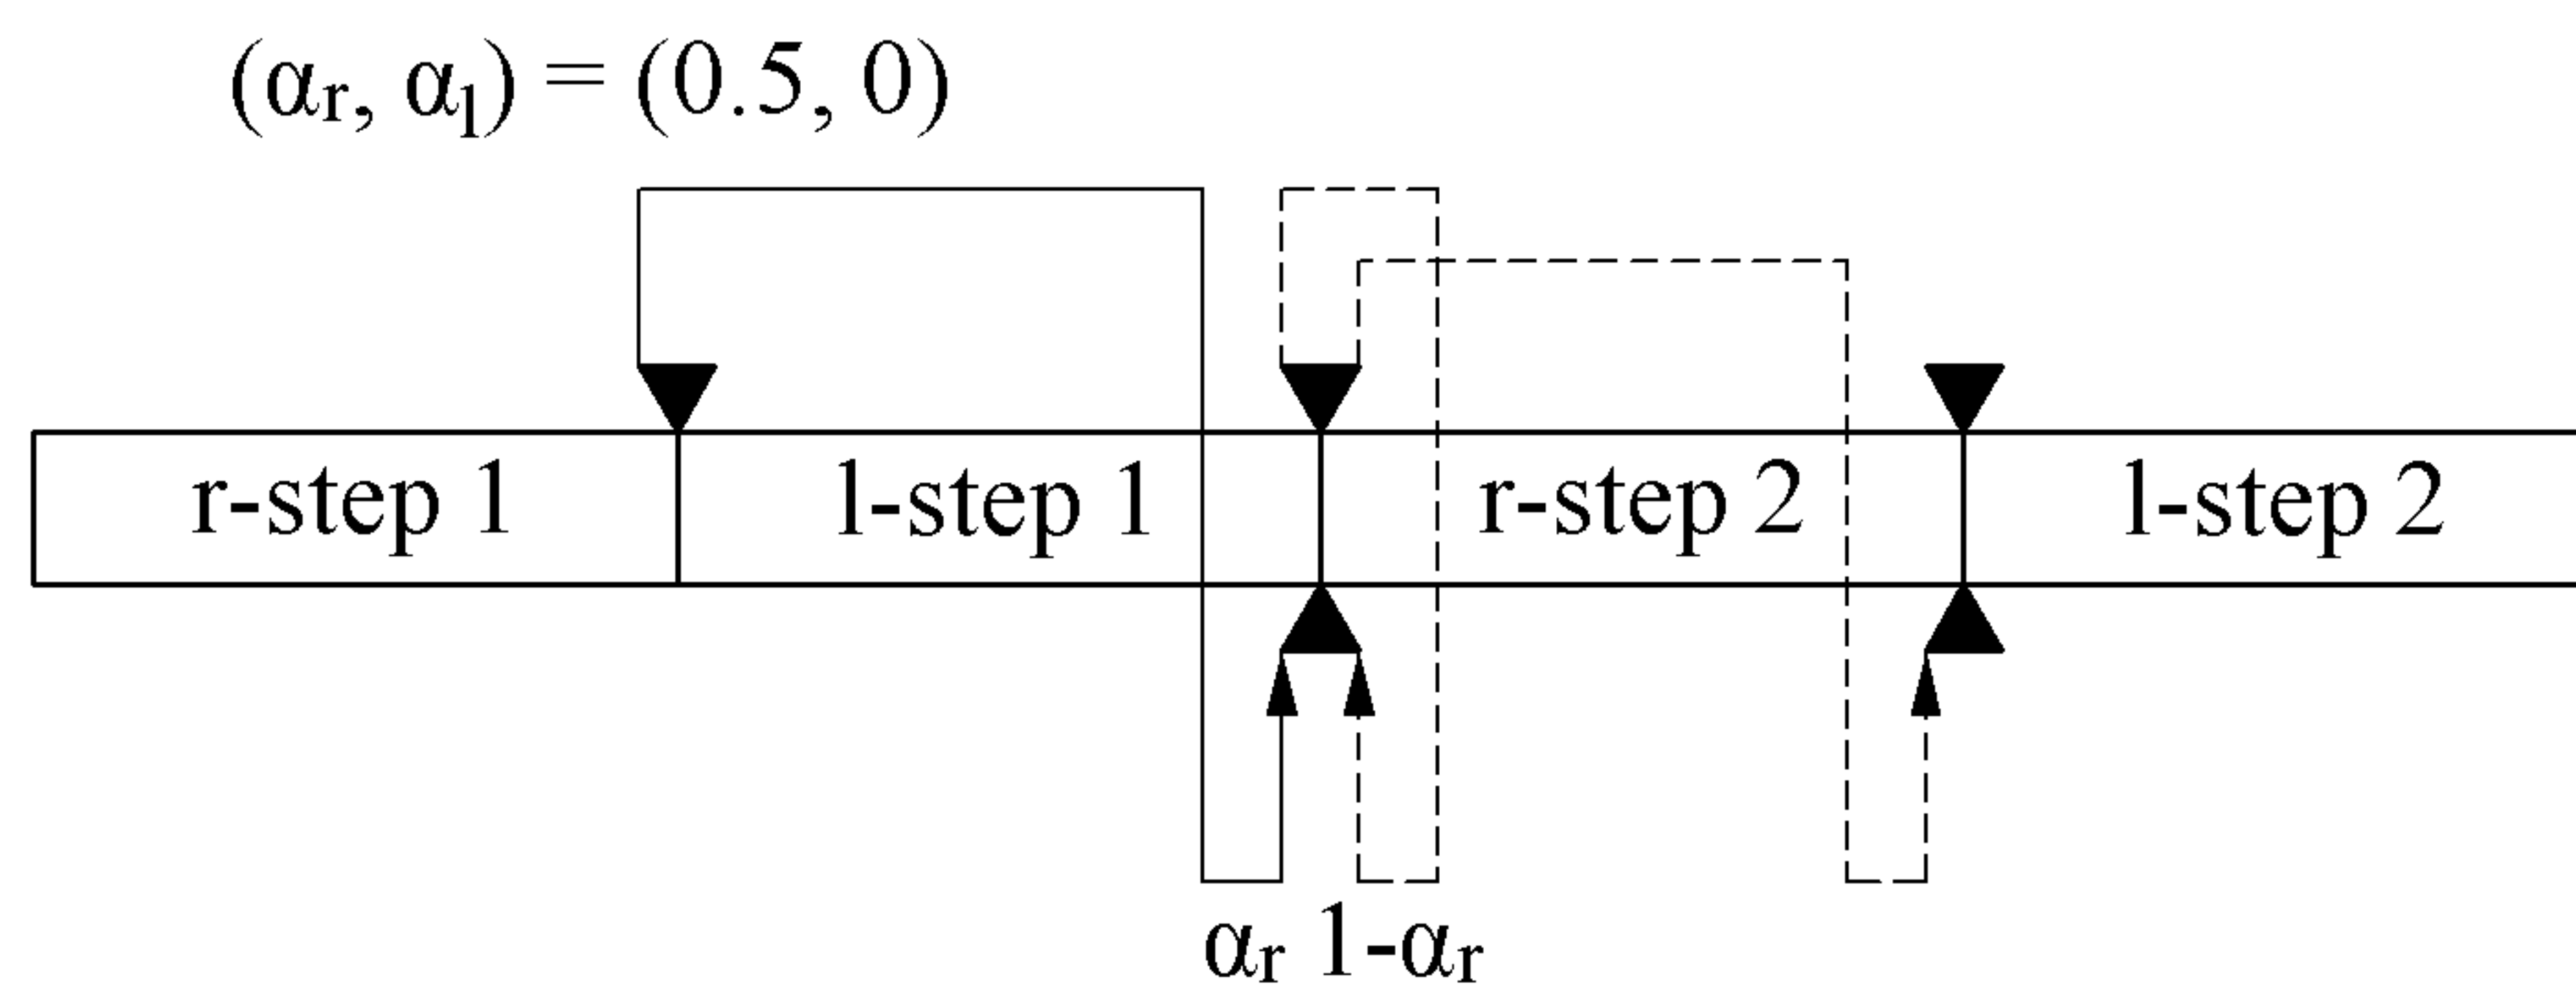 (αr, αl) = (0.5, 0)
r-step 1 l-step 1 r-step 2 l-step 2
αr 1-αr